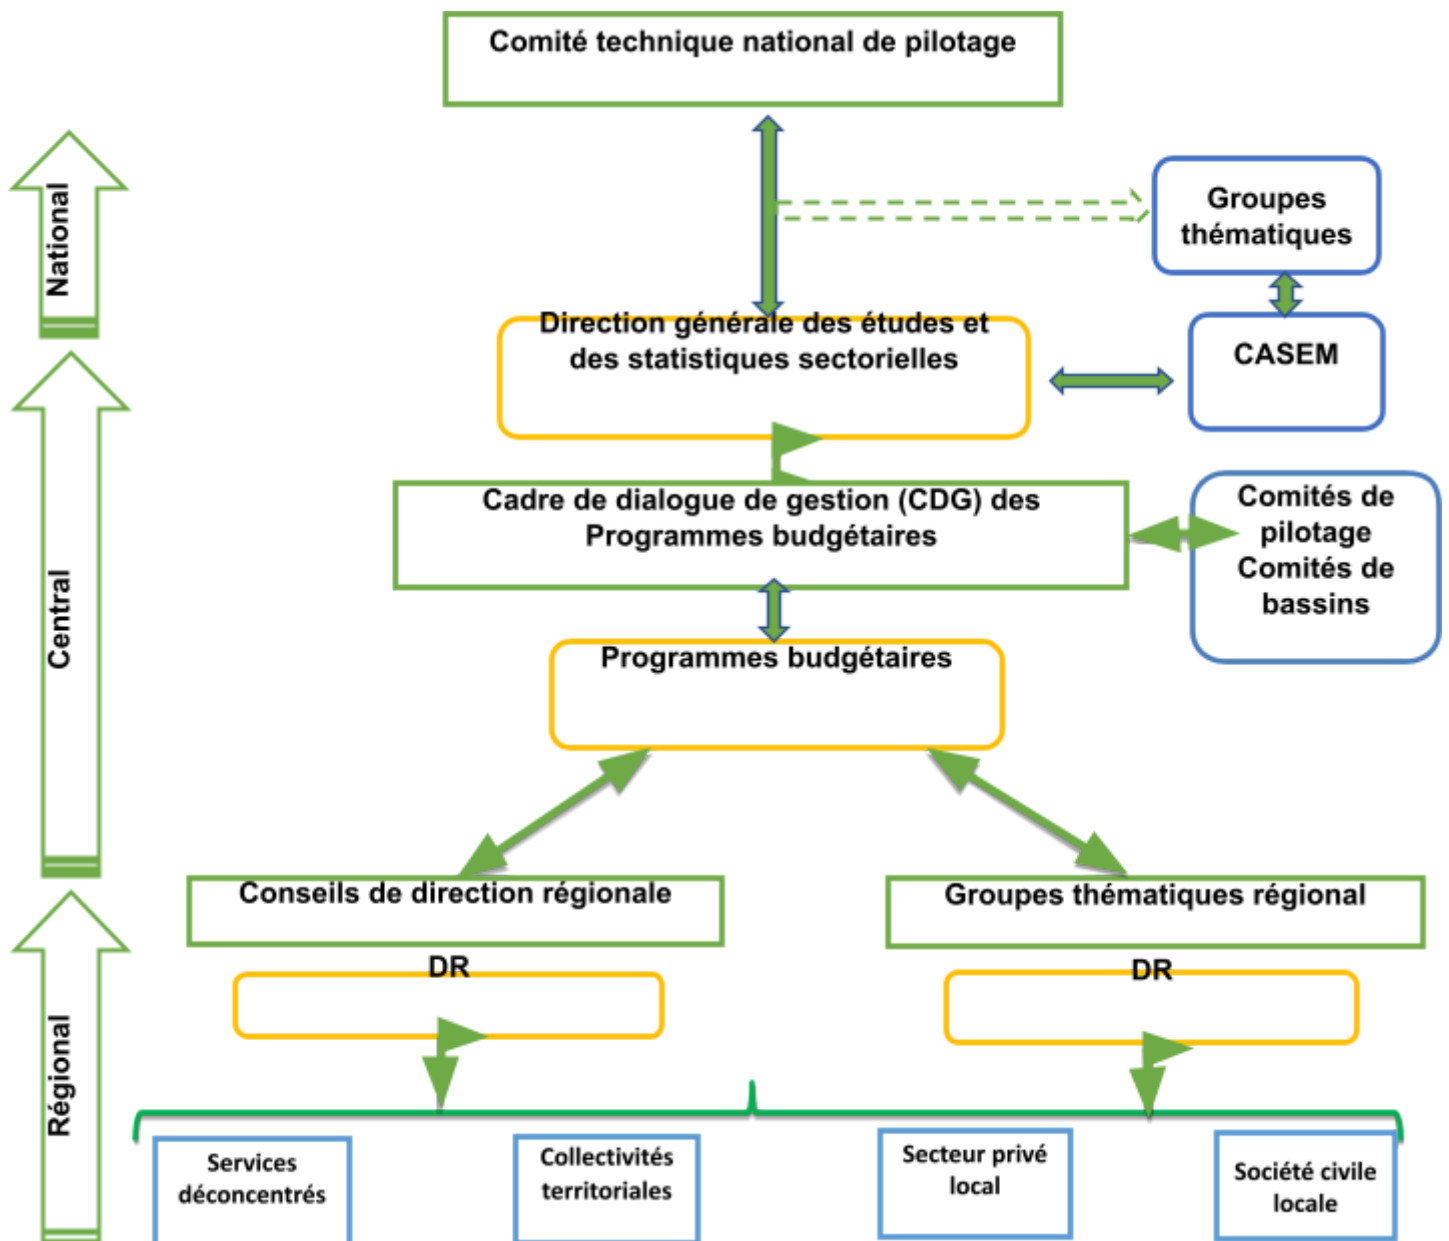 Comité technique national de pilotage
National
Groupes
thématiques
Direction générale des études et
des statistiques sectorielles
CASEM
Central
Cadre de dialogue de gestion (CDG) des
Programmes budgétaires
Comités de
pilotage
Comités de
bassins
Programmes budgétaires
Régional
Conseils de direction régionale
Groupes thématiques régional
DR
DR
Services
déconcentrés
Collectivités
territoriales
Secteur privé
local
Société civile
locale